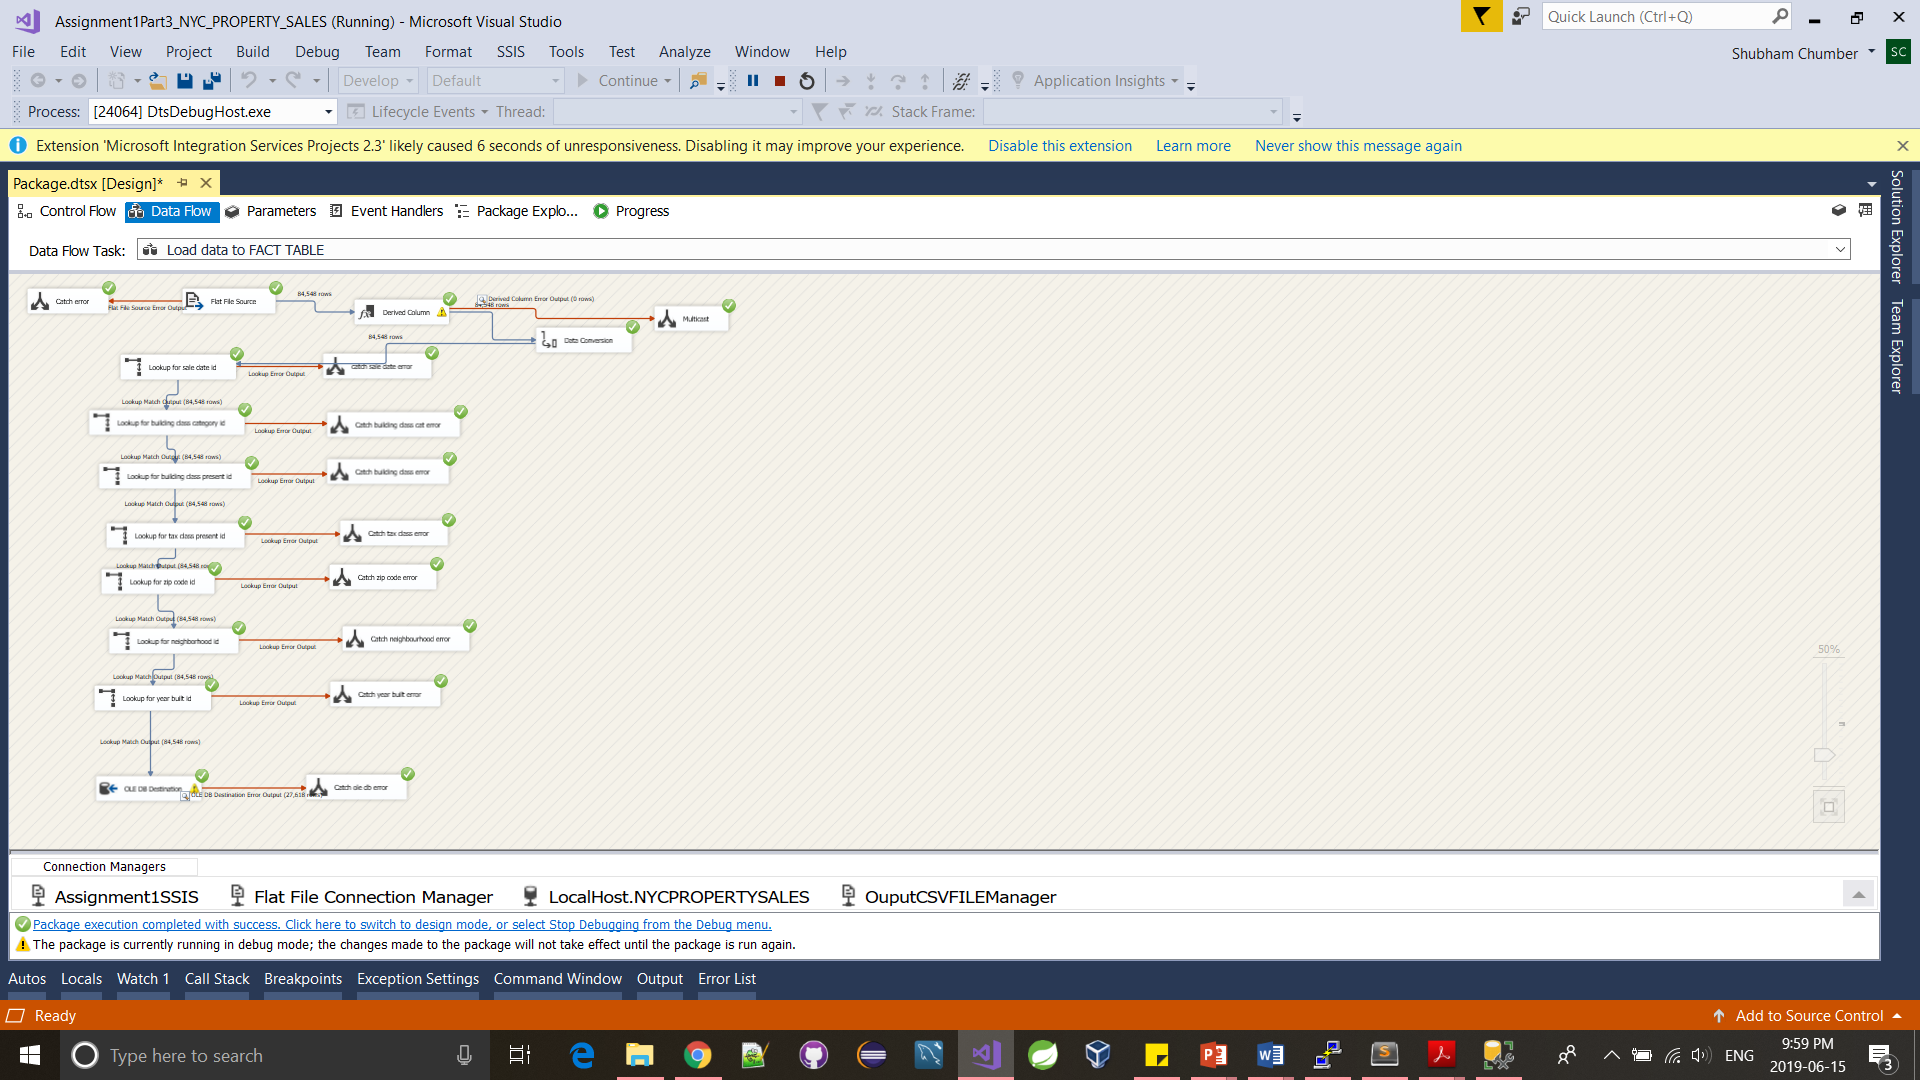 Assignment1Part3_NYC_PROPERTY_SALES (Running) - Microsoft Visual Studio
Quick Launch (Ctrl+Q)
File Edit View Project Build Debug Team Format SSIS Tools Test Analyze Window Help
Shubham Chumber SC
Develop Default Continue Application Insights
Process: [24064] DtsDebugHost.exe Lifecycle Events Thread: Stack Frame:
Extension 'Microsoft Integration Services Projects 2.3' likely caused 6 seconds of unresponsiveness. Disabling it may improve your experience. Disable this extension Learn more Never show this message again
Package.dtsx [Design]*
Control Flow Data Flow Parameters Event Handlers Package Explo... Progress
Data Flow Task: Load data to FACT TABLE
Solution Explorer
Team Explorer
Catch error
Flat File Source Error Output
Flat File Source
84,548 rows
Derived Column
Derived Column Error Output (0 rows)
84,548 rows
Multicast
Data Conversion
84,548 rows
Lookup for sale date id
Lookup Error Output
catch sale date error
Lookup Match Output (84,548 rows)
Lookup for building class category id
Lookup Error Output
Catch building class cat error
Lookup Match Output (84,548 rows)
Lookup for building class present id
Lookup Error Output
Catch building class error
Lookup Match Output (84,548 rows)
Lookup for tax class present id
Lookup Error Output
Catch tax class error
Lookup Match Output (84,548 rows)
Lookup for zip code id
Lookup Error Output
Catch zip code error
Lookup Match Output (84,548 rows)
Lookup for neighborhood id
Lookup Error Output
Catch neighbourhood error
Lookup Match Output (84,548 rows)
Lookup for year built id
Lookup Error Output
Catch year built error
Lookup Match Output (84,548 rows)
OLE DB Destination
OLE DB Destination Error Output (27,618
Catch ole db error
50%
Connection Managers
Assignment1SSIS Flat File Connection Manager LocalHost.NYCPROPERTYSALES OuputCSVFILEManager
Package execution completed with success. Click here to switch to design mode, or select Stop Debugging from the Debug menu.
The package is currently running in debug mode; the changes made to the package will not take effect until the package is run again.
Autos Locals Watch 1 Call Stack Breakpoints Exception Settings Command Window Output Error List
Ready
Add to Source Control
Type here to search
ENG
9:59 PM
2019-06-15
3